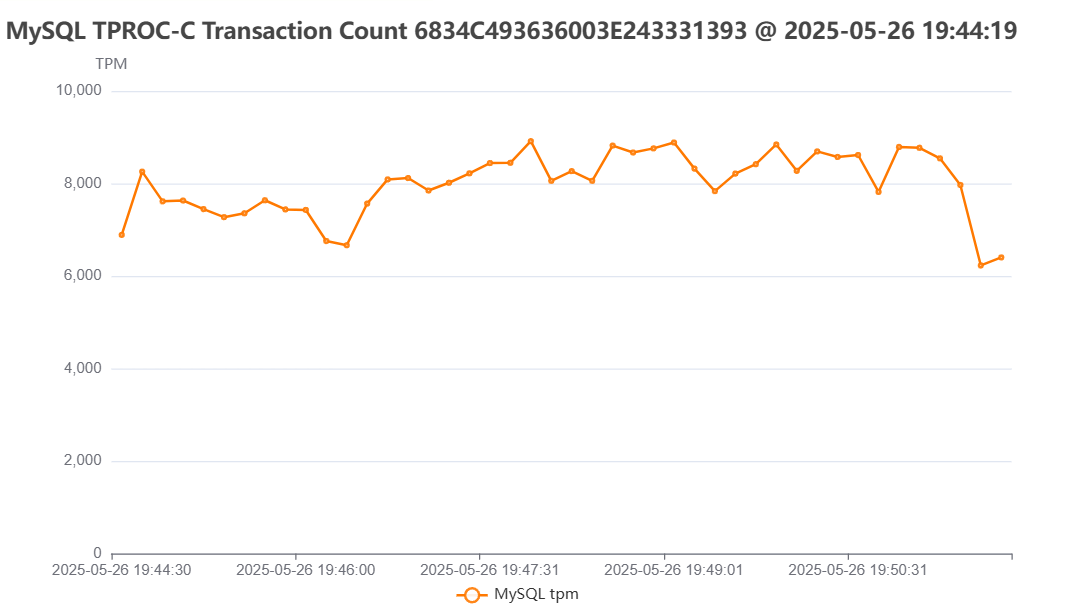 MySQL TPROC-C Transaction Count 6834C493636003E243331393 @ 2025-05-26 19:44:19
TPM
10,000
8,000
6,000
4,000
2,000
0
2025-05-26 19:44:30 2025-05-26 19:46:00 2025-05-26 19:47:31 2025-05-26 19:49:01 2025-05-26 19:50:31
MySQL tpm